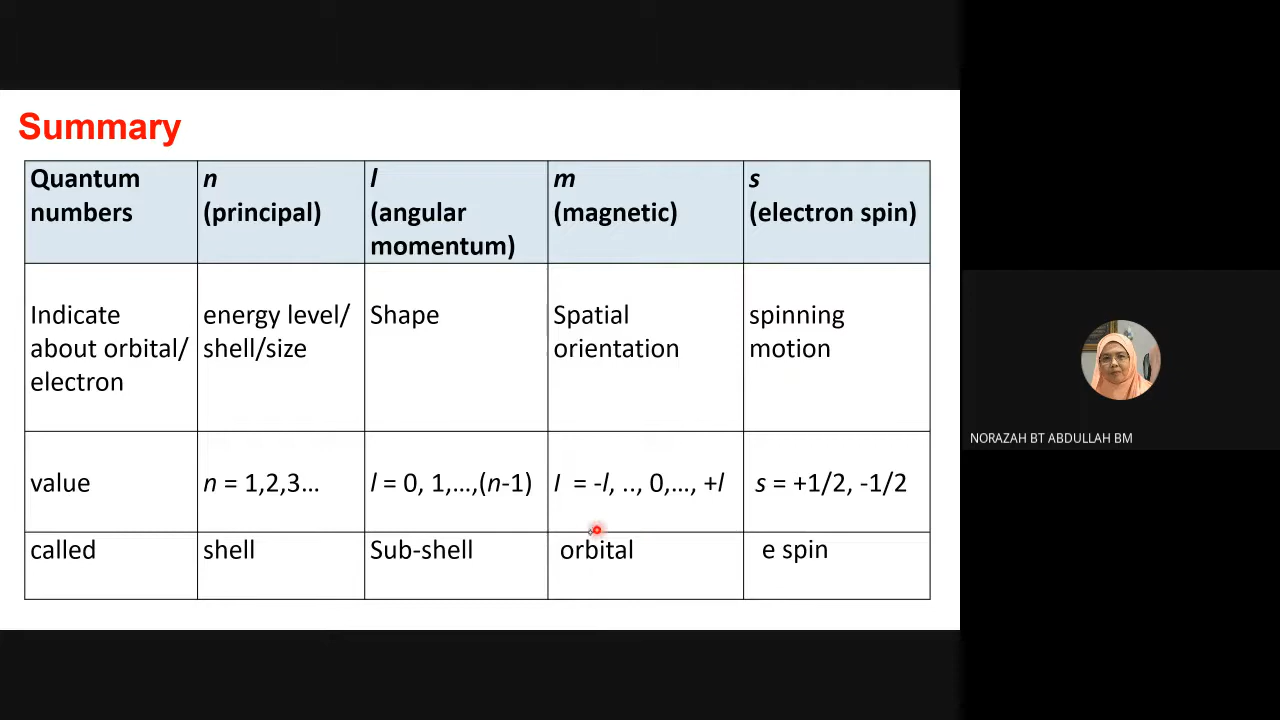 Summary
Quantum numbers
n (principal)
l (angular momentum)
m (magnetic)
s (electron spin)
Indicate about orbital/ electron
energy level/ shell/size
Shape
Spatial orientation
spinning motion
value
n = 1,2,3...
l = 0, 1,...,(n-1)
l = -l, .., 0,..., +l
s = +1/2, -1/2
called
shell
Sub-shell
orbital
e spin
NORAZAH BT ABDULLAH BM